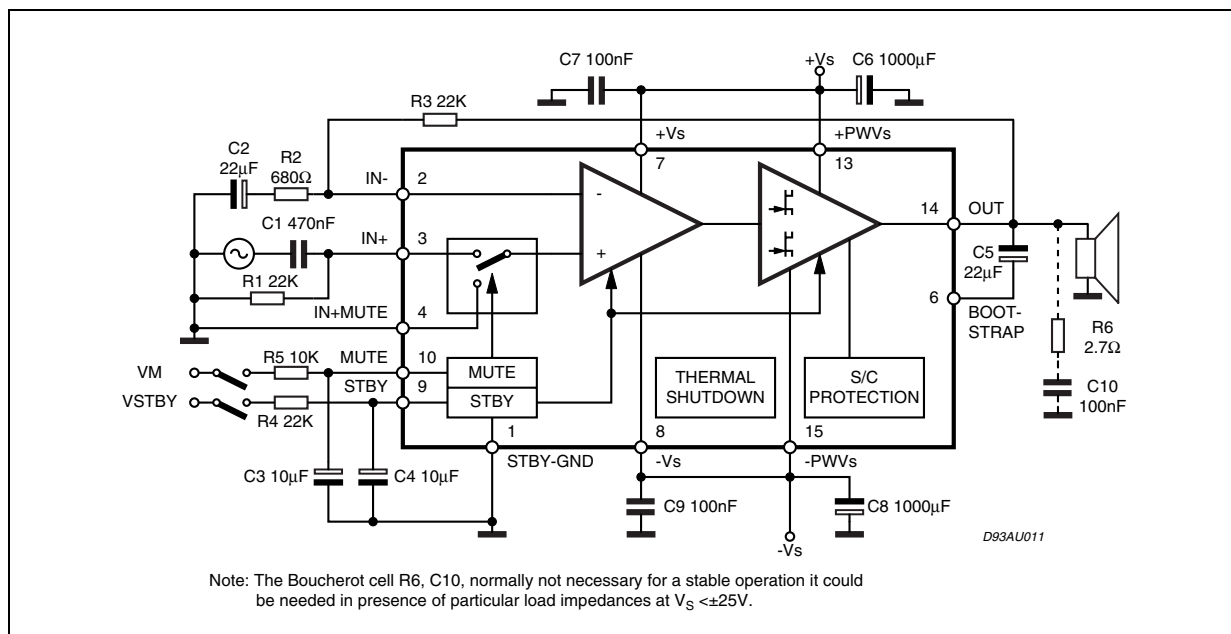 C7 100nF
+Vs
C6 1000µF
R3 22K
+Vs
+PWVs
C2
22µF
R2
680Ω
IN-
2
7
13
-
14
OUT
C1 470nF
IN+
3
+
C5
22µF
R1 22K
IN+MUTE
4
6
BOOT-
STRAP
R6
2.7Ω
VM
R5 10K
MUTE
10
MUTE
THERMAL
SHUTDOWN
S/C
PROTECTION
C10
100nF
VSTBY
R4 22K
STBY
9
STBY
1
8
15
STBY-GND
-Vs
-PWVs
C3 10µF
C4 10µF
C9 100nF
C8 1000µF
-Vs
D93AU011
Note: The Boucherot cell R6, C10, normally not necessary for a stable operation it could
be needed in presence of particular load impedances at VS <±25V.